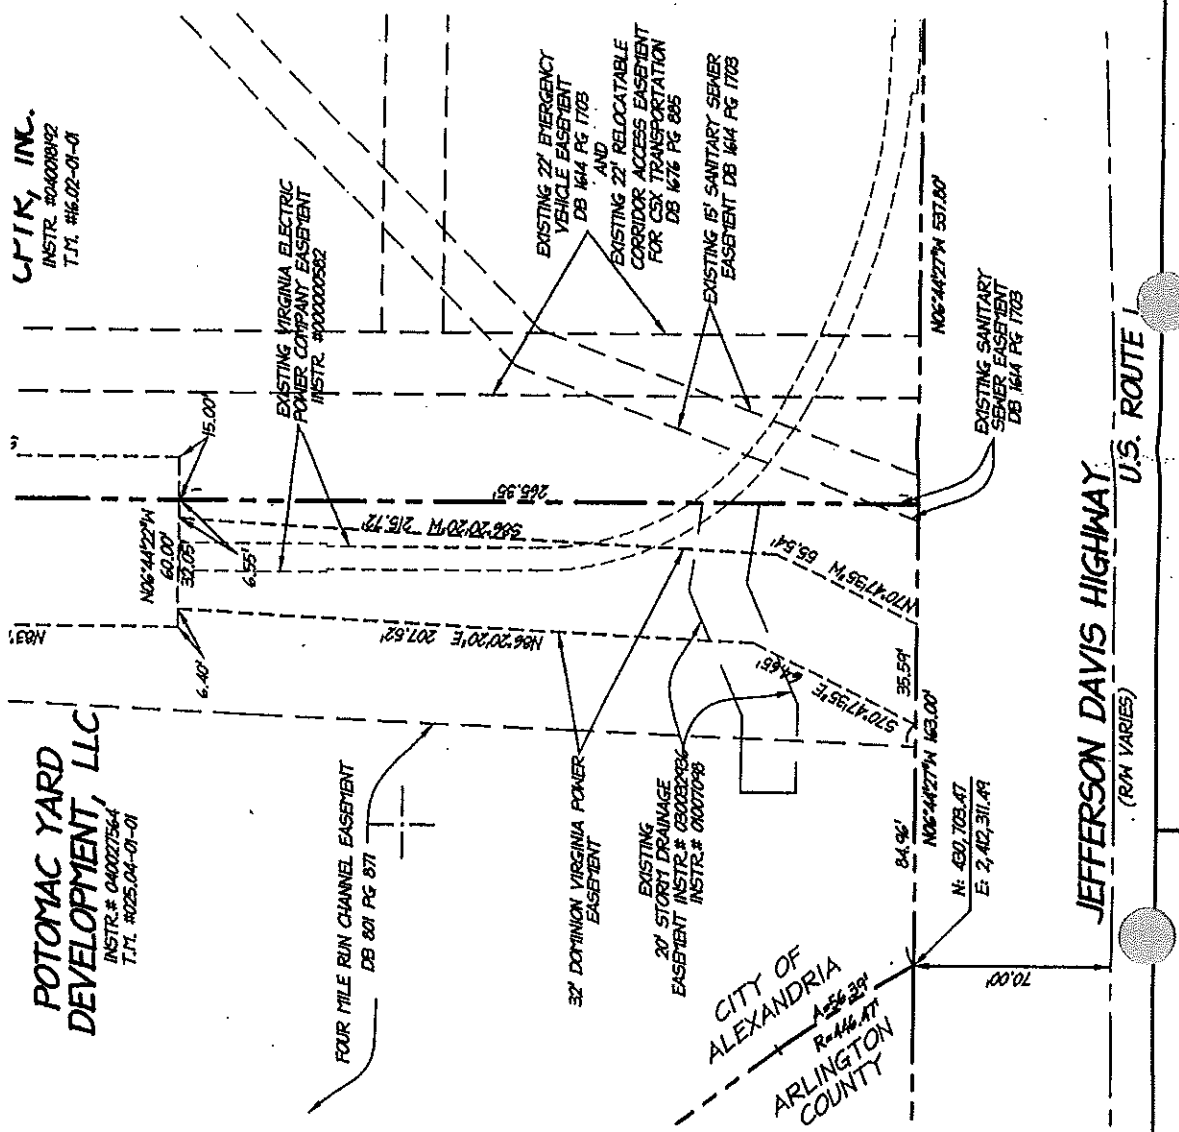 CPYK, INC.
INSTR. #040018192
T.M. #16.02-01-01
EXISTING VIRGINIA ELECTRIC
POWER COMPANY EASEMENT
INSTR. #000000582
EXISTING 22' EMERGENCY
VEHICLE EASEMENT
DB 1614 PG 1703
AND
EXISTING 22' RELOCATABLE
CORRIDOR ACCESS EASEMENT
FOR CSX TRANSPORTATION
DB 1676 PG 885
EXISTING 15' SANITARY SEWER
EASEMENT DB 1614 PG 1703
N06°44'27"W 537.80'
EXISTING SANITARY
SEWER EASEMENT
DB 1614 PG 1703
U.S. ROUTE 1
15.00'
265.95'
N06°44'22"W
60.00'
32.05'
6.55'
S86°20'20"W 215.72'
N70°47'35"W 65.54'
N83°
6.40'
N86°20'20"E 207.62'
S70°47'35"E 64.65'
35.59'
N06°44'27"W 163.00'
84.96'
POTOMAC YARD
DEVELOPMENT, LLC
INSTR.# 040027564
T.M. #025.04-01-01
FOUR MILE RUN CHANNEL EASEMENT
DB 801 PG 871
32' DOMINION VIRGINIA POWER
EASEMENT
EXISTING
20' STORM DRAINAGE
EASEMENT INSTR.# 030082936
INSTR.# 010017098
N: 430,703.47
E: 2,412,311.49
JEFFERSON DAVIS HIGHWAY
(R/W VARIES)
70.00'
CITY OF
ALEXANDRIA
A=56.39'
R=446.47'
ARLINGTON
COUNTY